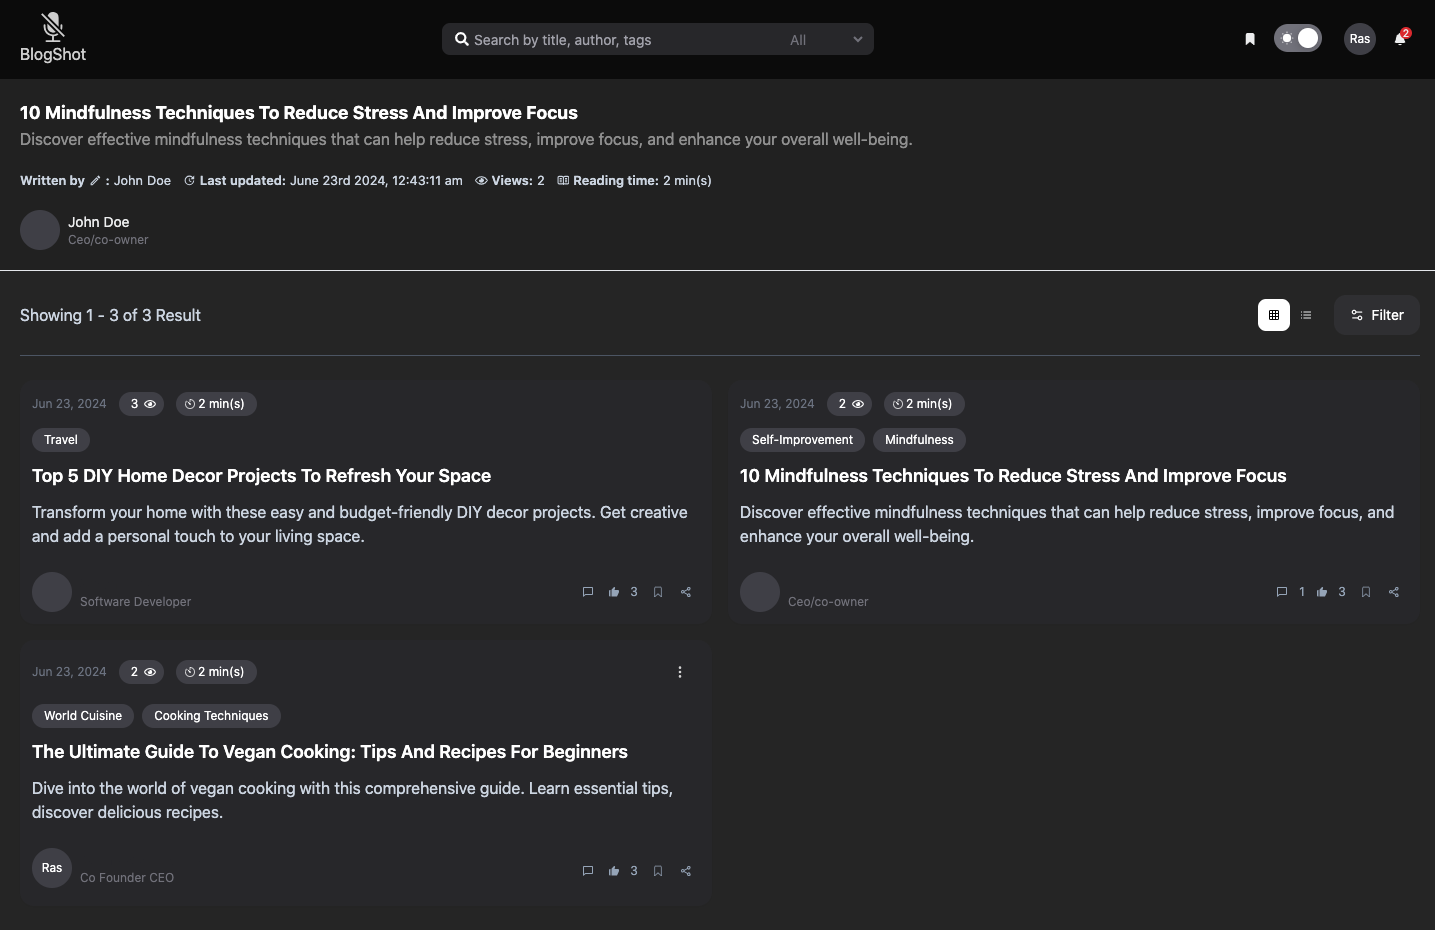 BlogShot
Search by title, author, tags
All
Ras
2
10 Mindfulness Techniques To Reduce Stress And Improve Focus
Discover effective mindfulness techniques that can help reduce stress, improve focus, and enhance your overall well-being.
Written by : John Doe Last updated: June 23rd 2024, 12:43:11 am Views: 2 Reading time: 2 min(s)
John Doe
Ceo/co-owner
Showing 1 - 3 of 3 Result
Filter
Jun 23, 2024 3 2 min(s)
Travel
Top 5 DIY Home Decor Projects To Refresh Your Space
Transform your home with these easy and budget-friendly DIY decor projects. Get creative
and add a personal touch to your living space.
Software Developer
3
Jun 23, 2024 2 2 min(s)
Self-Improvement Mindfulness
10 Mindfulness Techniques To Reduce Stress And Improve Focus
Discover effective mindfulness techniques that can help reduce stress, improve focus, and
enhance your overall well-being.
Ceo/co-owner
1 3
Jun 23, 2024 2 2 min(s)
World Cuisine Cooking Techniques
The Ultimate Guide To Vegan Cooking: Tips And Recipes For Beginners
Dive into the world of vegan cooking with this comprehensive guide. Learn essential tips,
discover delicious recipes.
Ras
Co Founder CEO
3